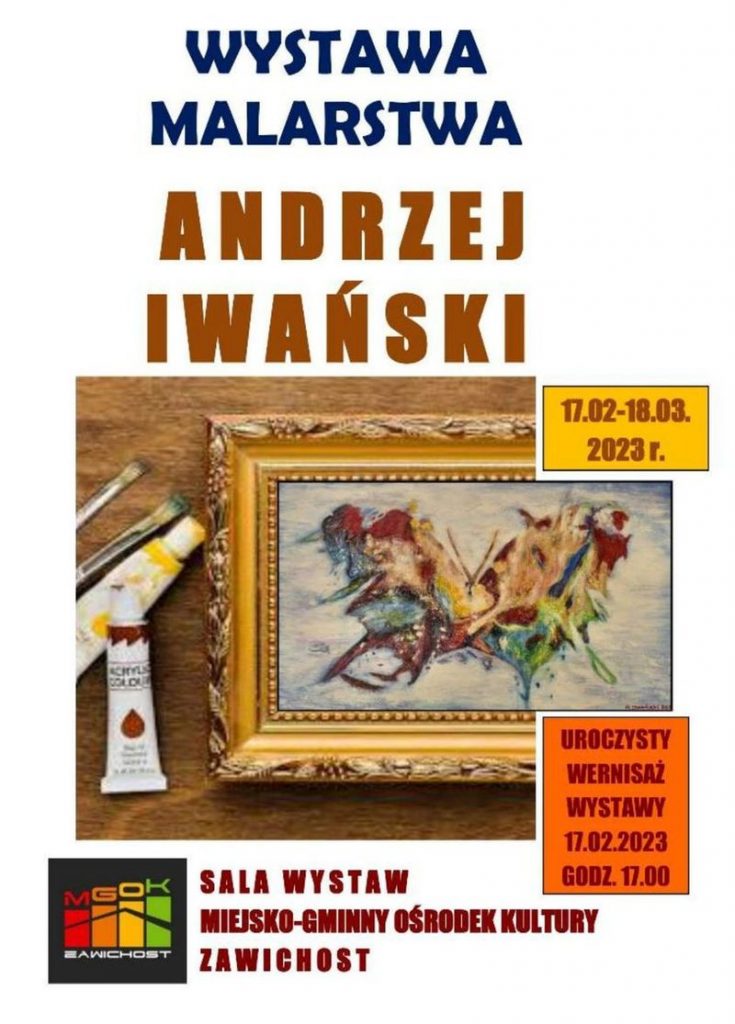 WYSTAWA
MALARSTWA
ANDRZEJ
IWAŃSKI
17.02-18.03.
2023 r.
ACRYLIC
COLOUR
UROCZYSTY
WERNISAŻ
WYSTAWY
17.02.2023
GODZ. 17.00
MGOK
ZAWICHOST
SALA WYSTAW
MIEJSKO-GMINNY OŚRODEK KULTURY
ZAWICHOST